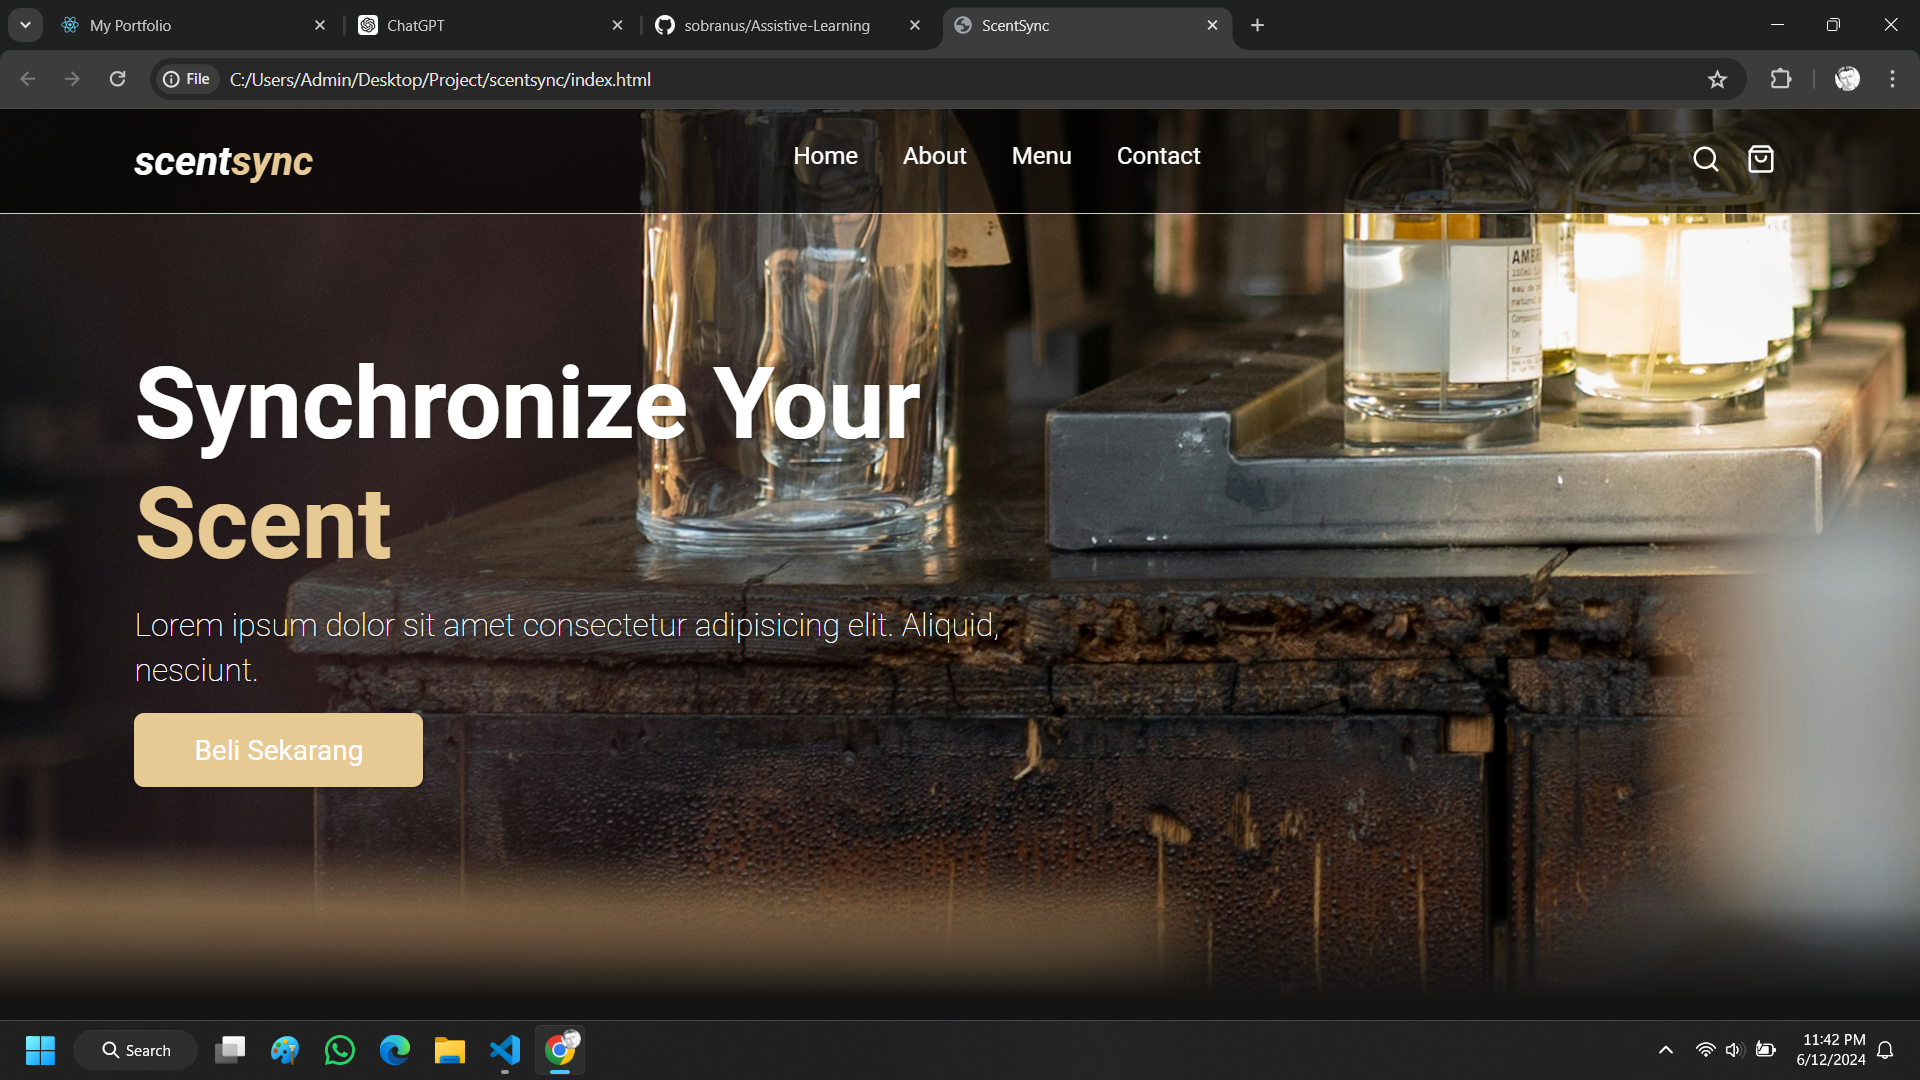 My Portfolio
ChatGPT
sobranus/Assistive-Learning
ScentSync
File
C:/Users/Admin/Desktop/Project/scentsync/index.html
scentsync
Home
About
Menu
Contact
Synchronize Your
Scent
Lorem ipsum dolor sit amet consectetur adipisicing elit. Aliquid,
nesciunt.
Beli Sekarang
Search
11:42 PM
6/12/2024